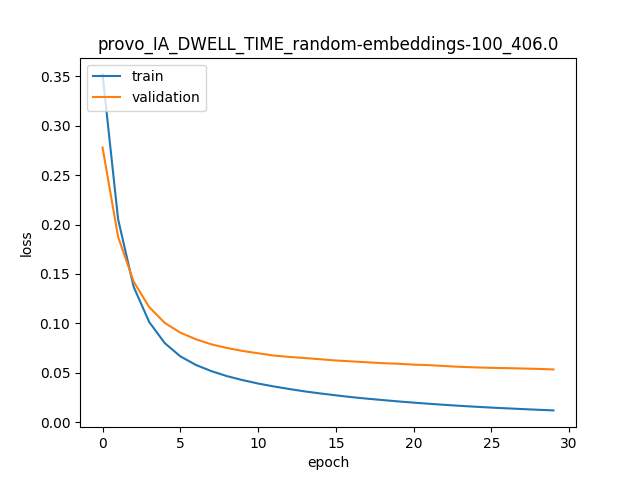 provo_IA_DWELL_TIME_random-embeddings-100_406.0
train
validation
loss
0.35
0.30
0.25
0.20
0.15
0.10
0.05
0.00
0 5 10 15 20 25 30
epoch